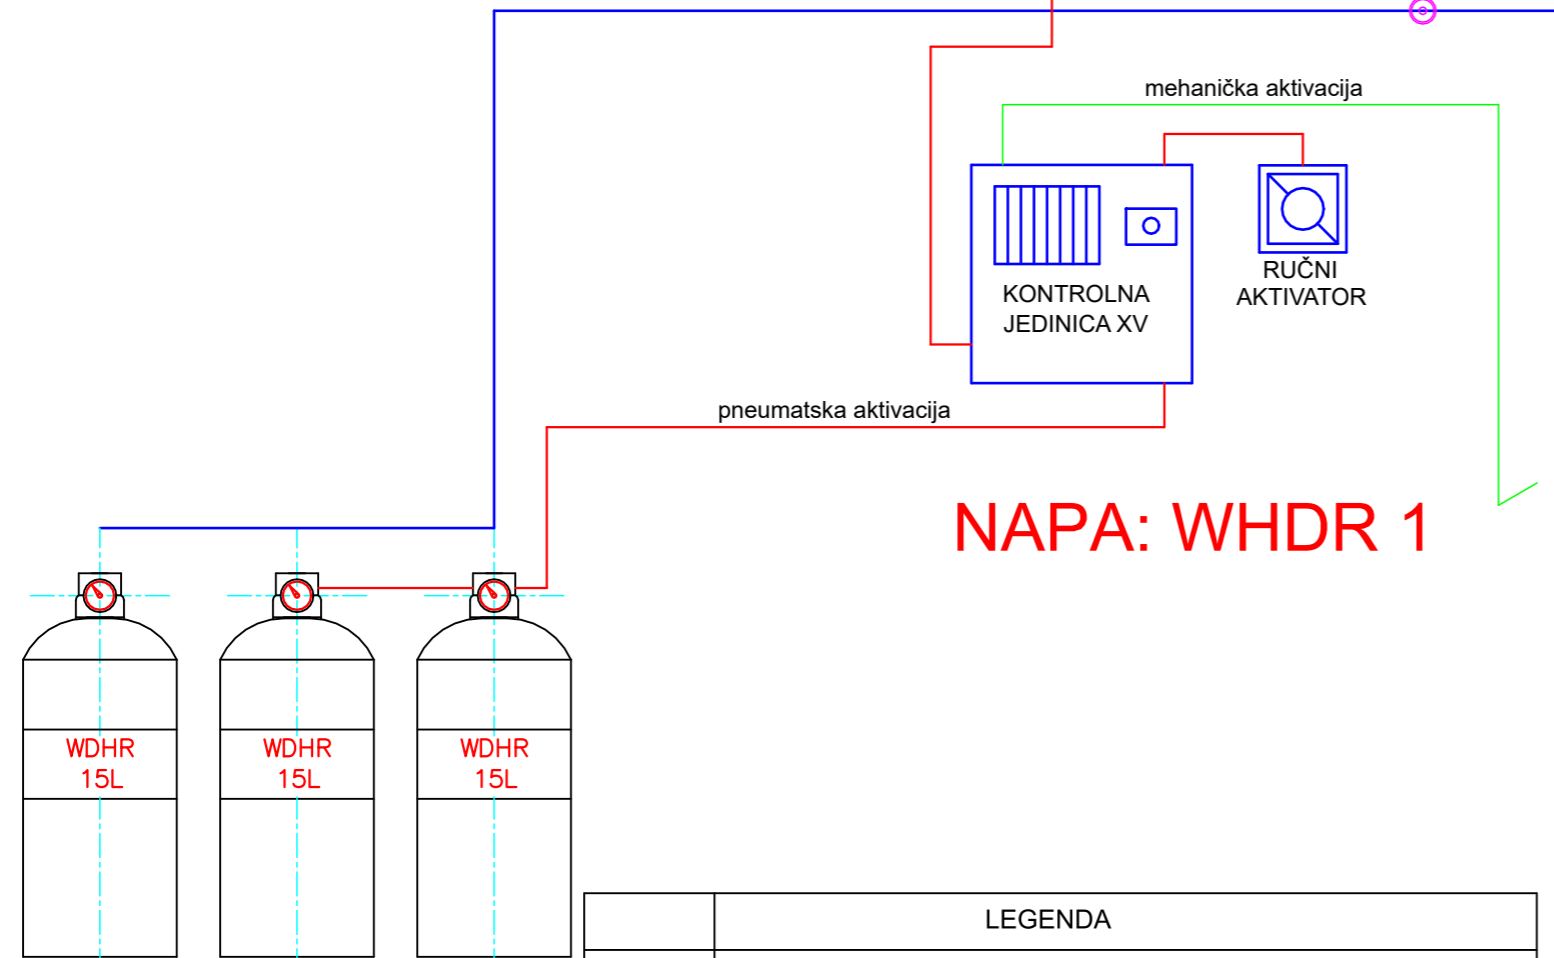 mehanička aktivacija
KONTROLNA
JEDINICA XV
RUČNI
AKTIVATOR
pneumatska aktivacija
NAPA: WHDR 1
WDHR
15L
WDHR
15L
WDHR
15L
LEGENDA